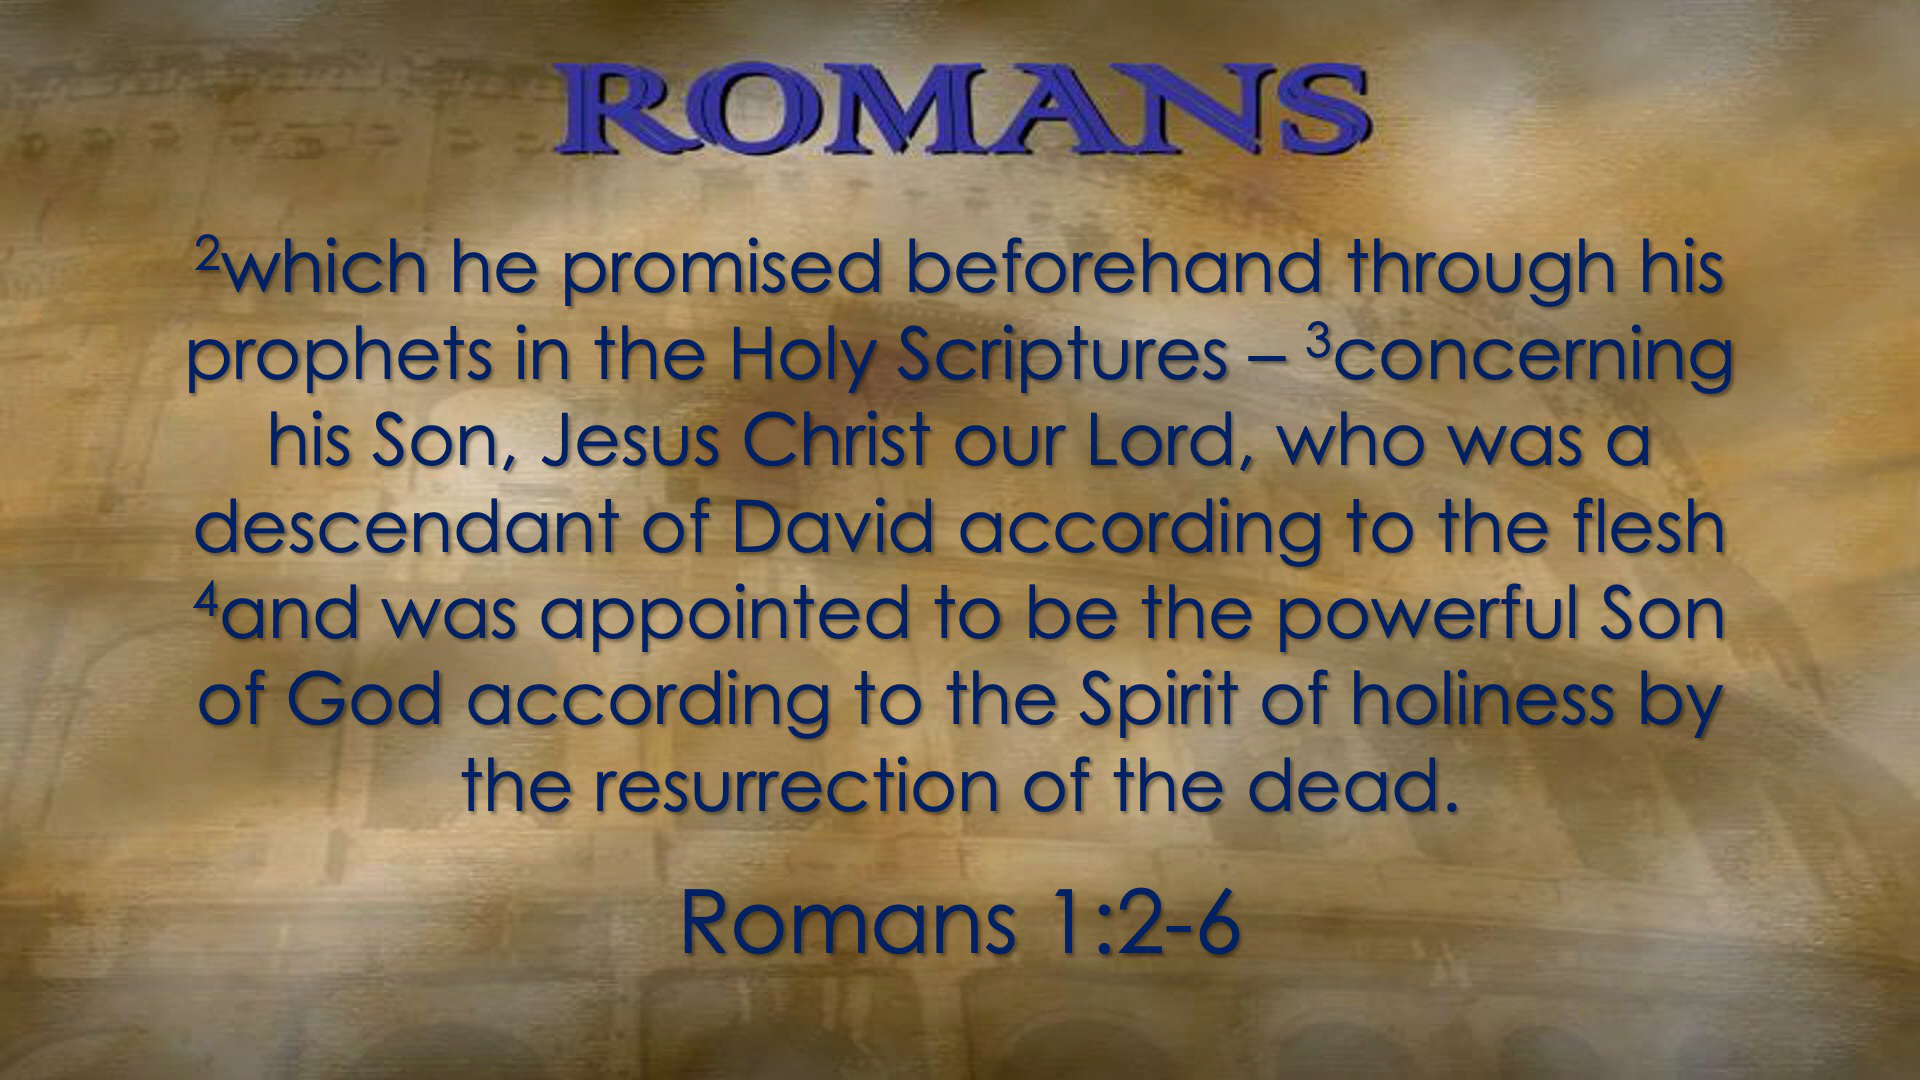 ROMANS
²which he promised beforehand through his
prophets in the Holy Scriptures – ³concerning
his Son, Jesus Christ our Lord, who was a
descendant of David according to the flesh
⁴and was appointed to be the powerful Son
of God according to the Spirit of holiness by
the resurrection of the dead.
Romans 1:2-6